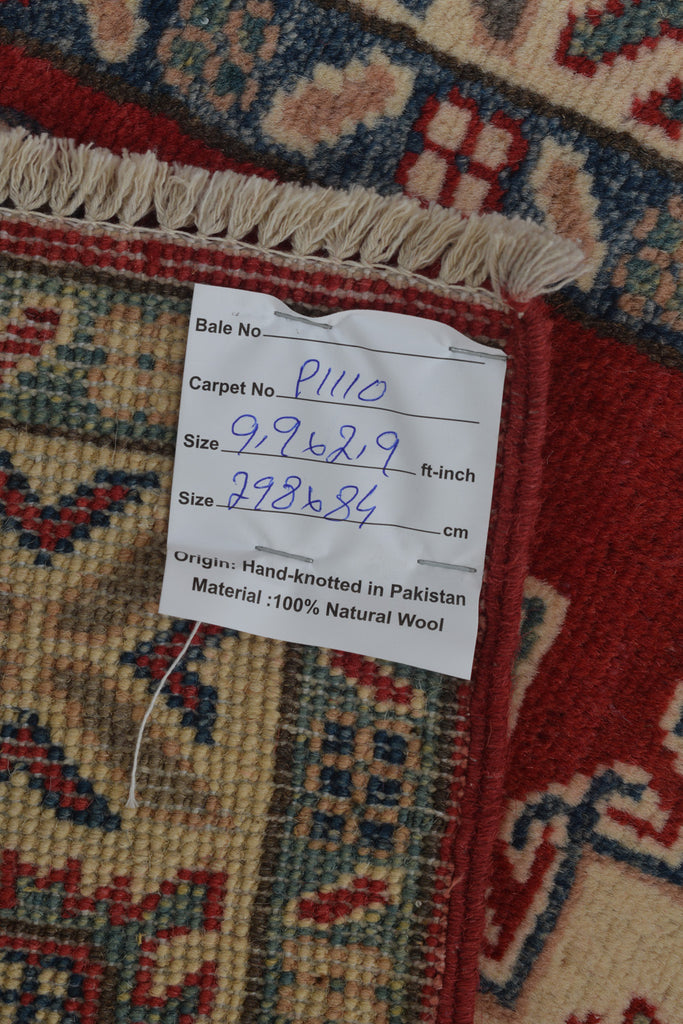 Bale No
Carpet No P1110
Size 9,9x2,9 ft-inch
Size 298x84 cm
Origin: Hand-knotted in Pakistan
Material :100% Natural Wool